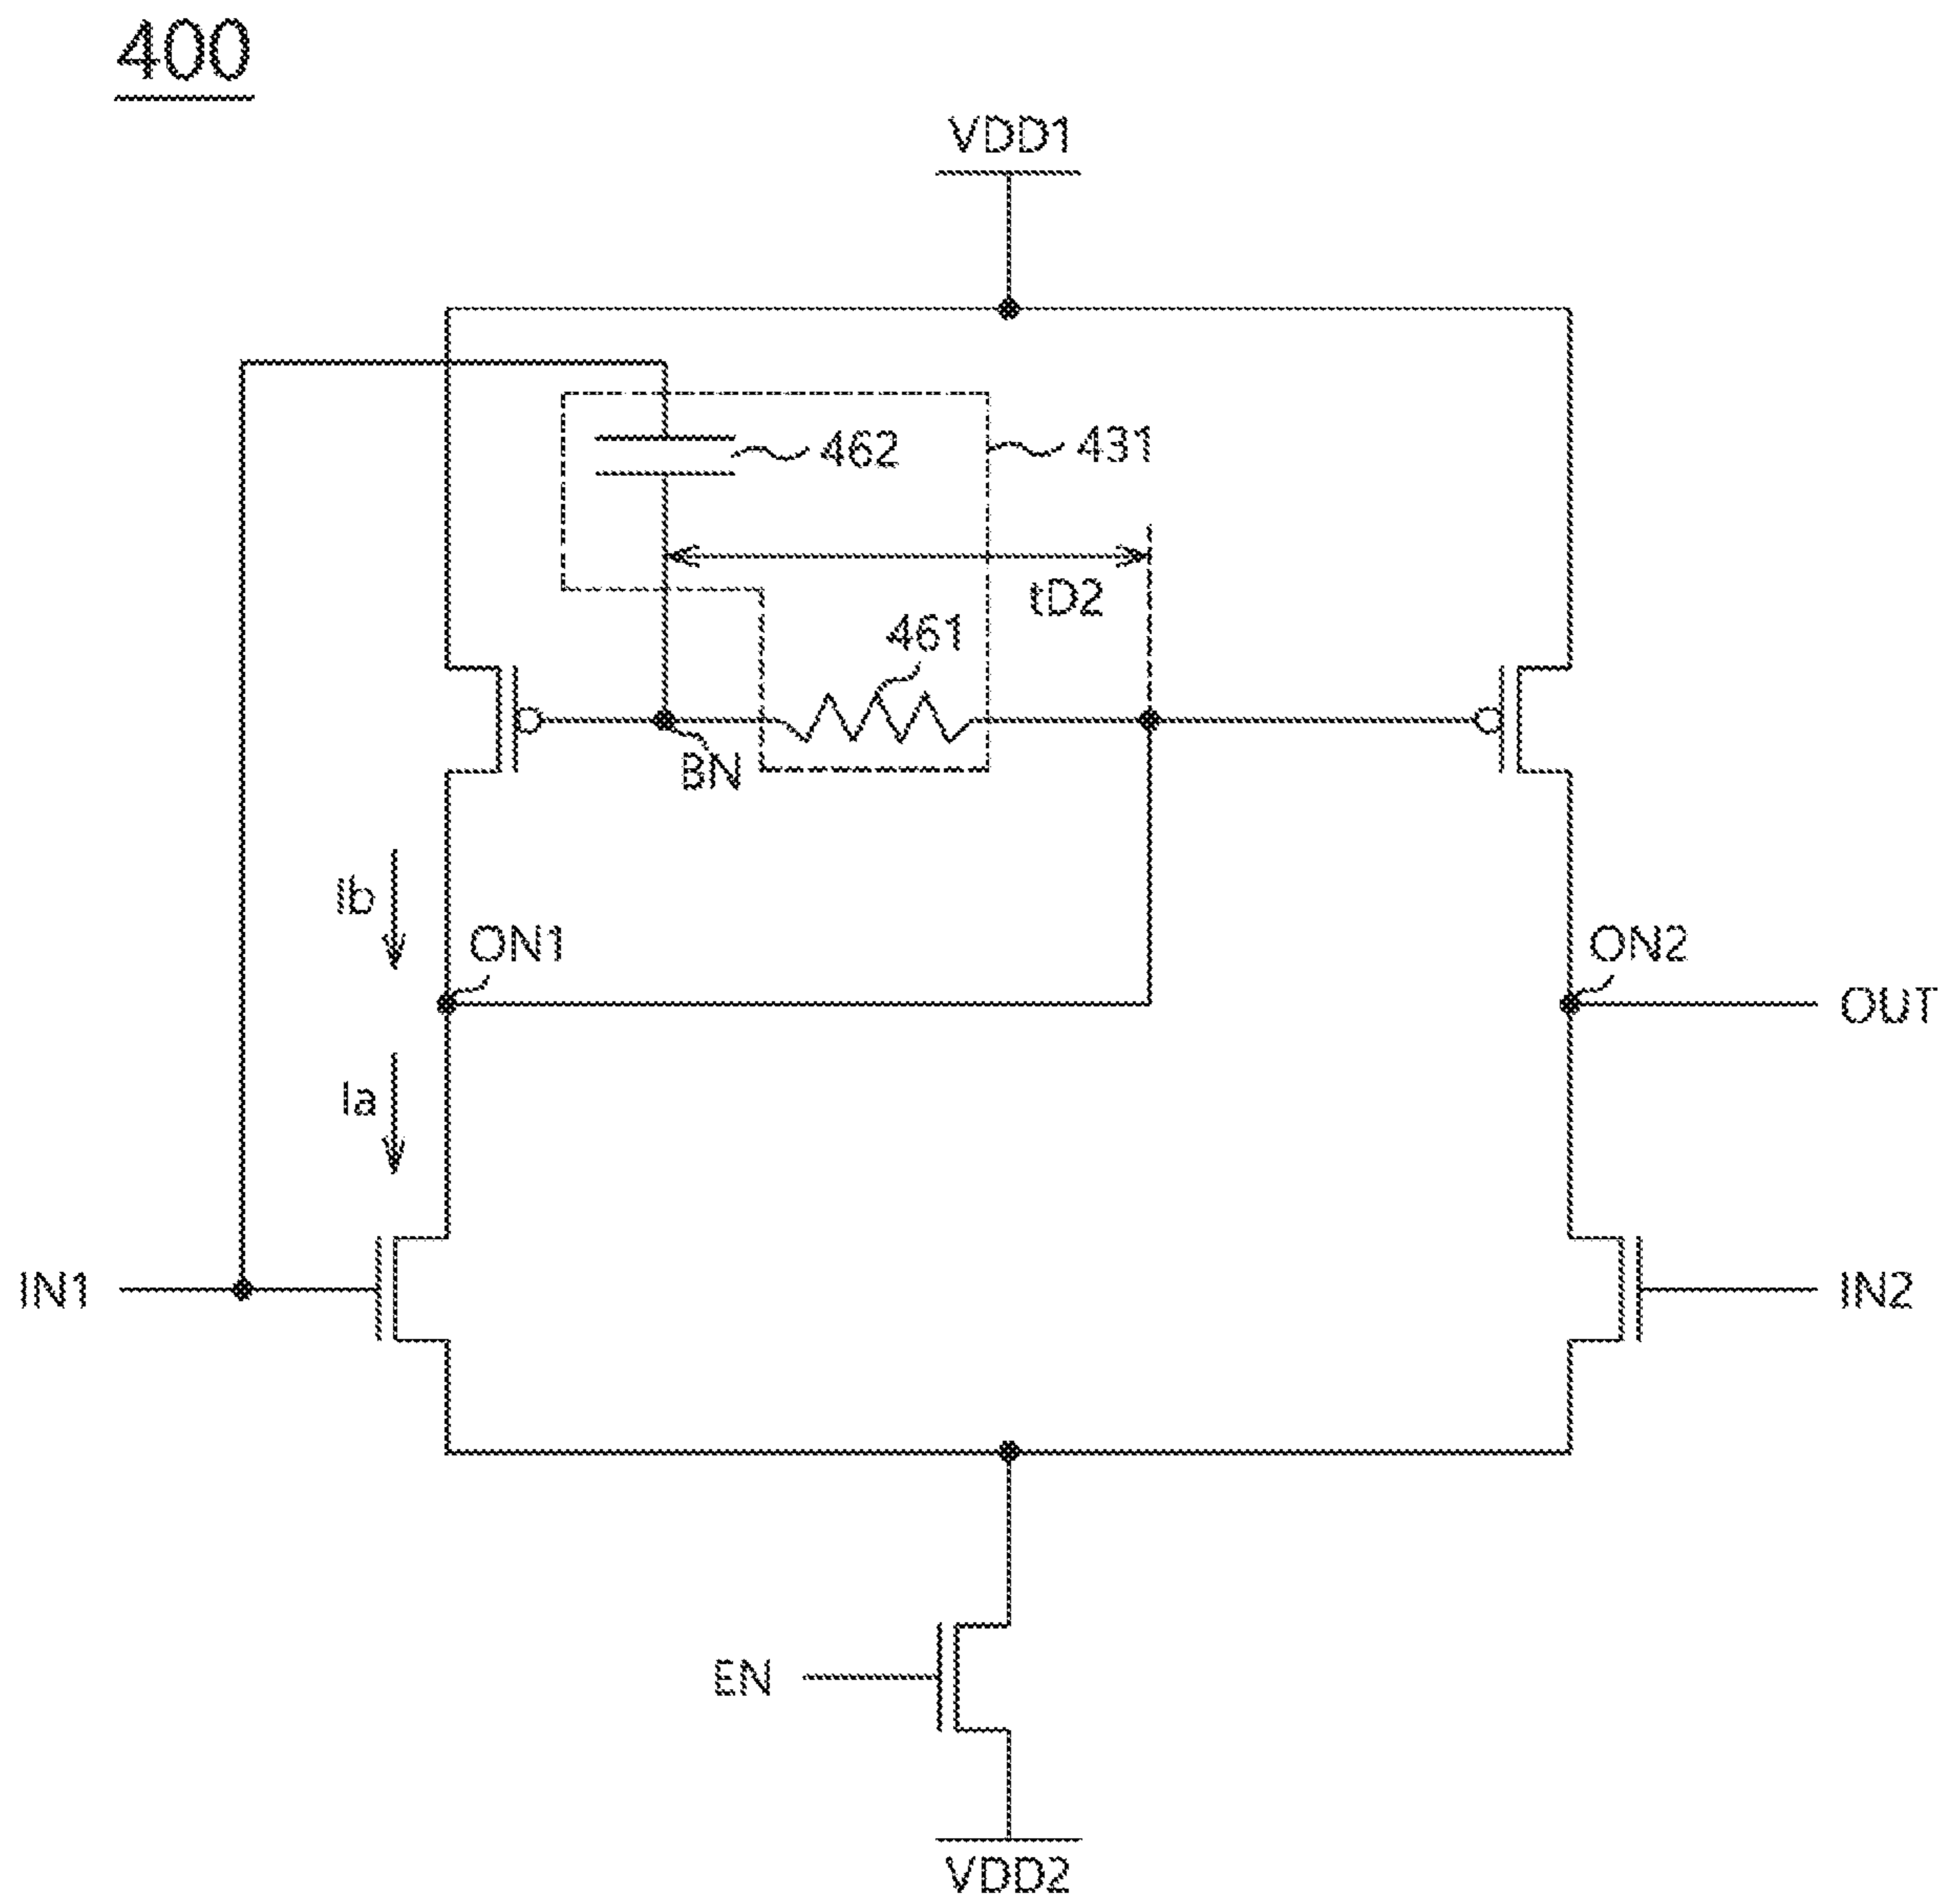 400
VDD1
462
431
tD2
461
BN
Ib
ON1
ON2
OUT
Ia
IN1
IN2
EN
VDD2